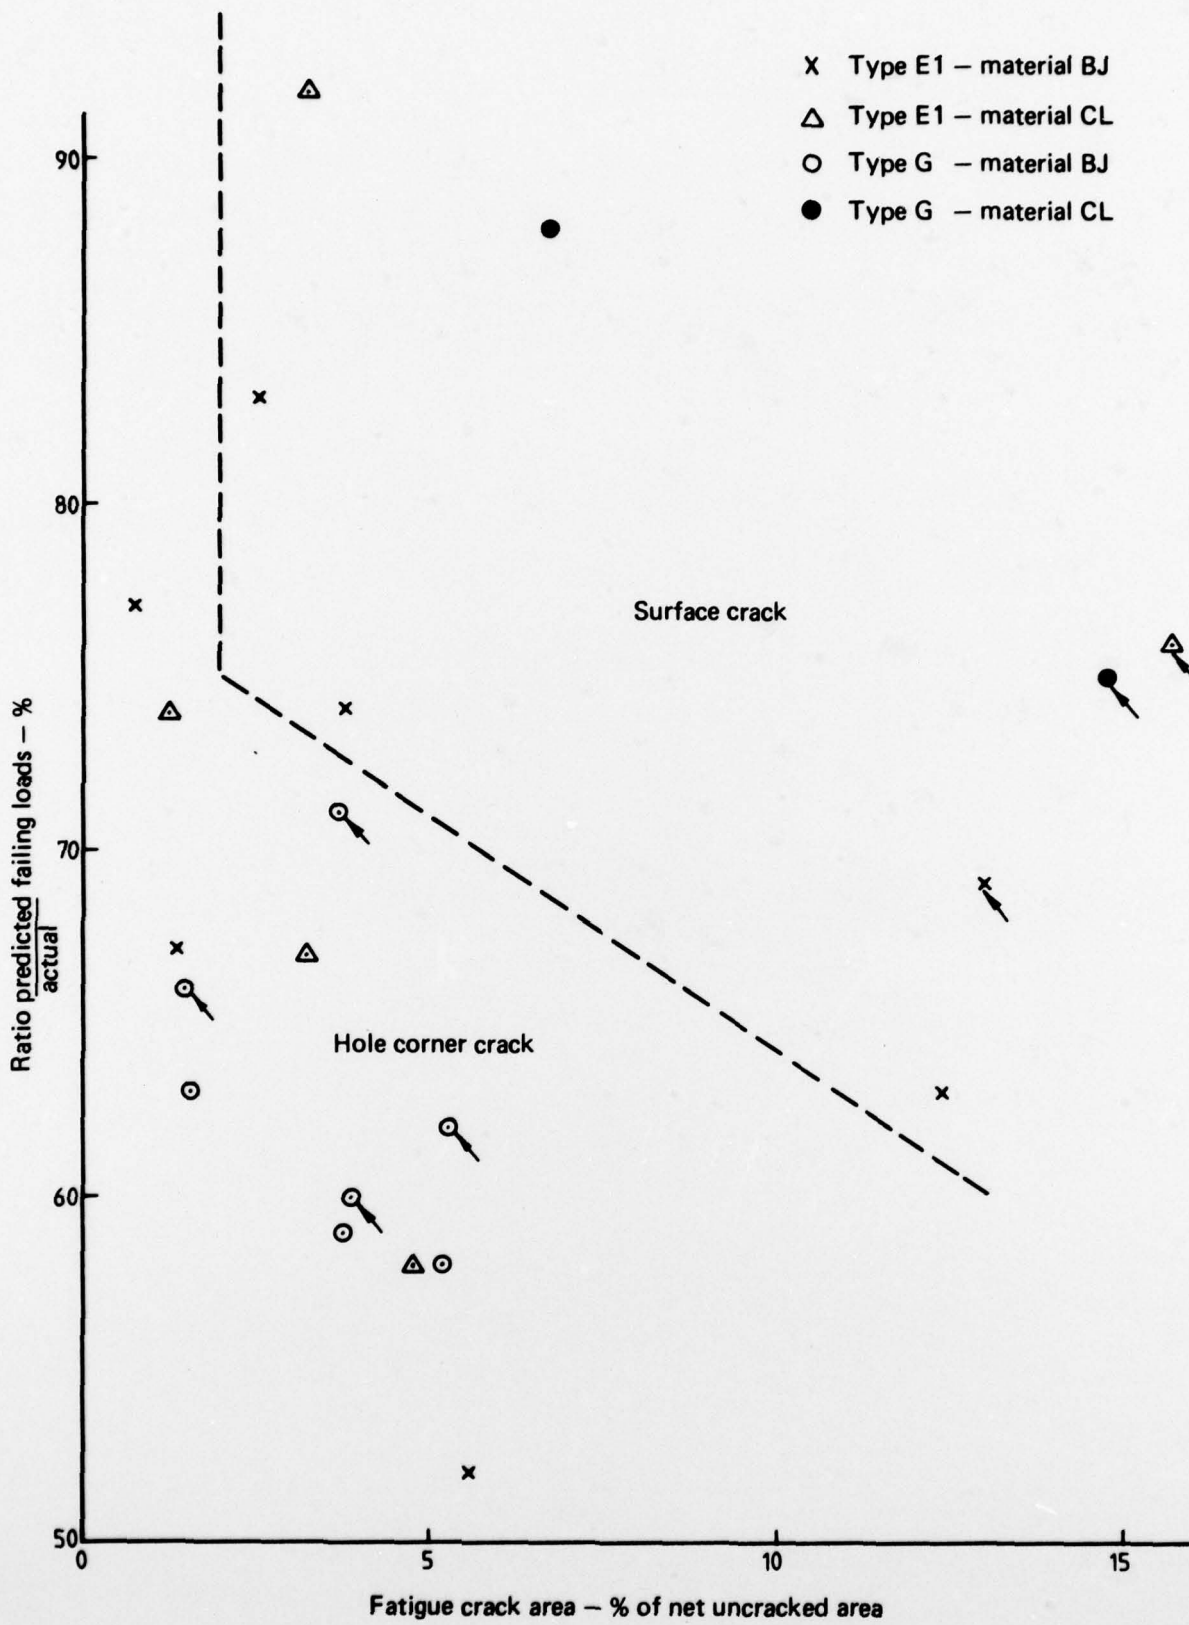 x Type E1 – material BJ
△ Type E1 – material CL
○ Type G – material BJ
● Type G – material CL
90
80
70
60
50
Surface crack
Hole corner crack
Ratio predicted failing loads – %
actual
0 5 10 15
Fatigue crack area – % of net uncracked area